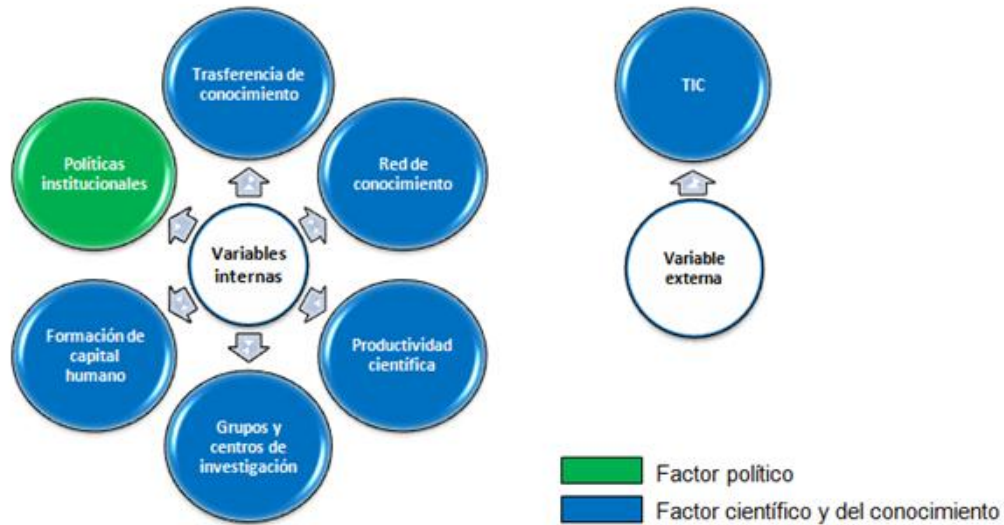 Trasferencia de
conocimiento
Políticas
institucionales
Red de
conocimiento
Variables
internas
Formación de
capital
humano
Productividad
científica
Grupos y
centros de
investigación
TIC
Variable
externa
Factor político
Factor científico y del conocimiento